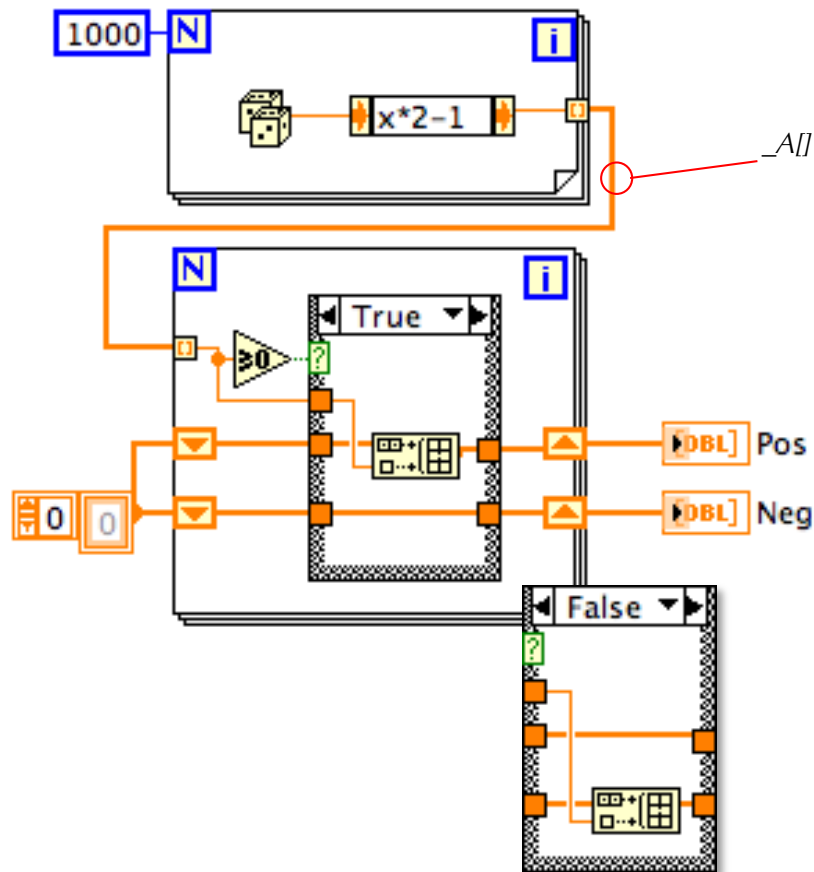 1000 N i
x*2-1
_A[]
N i
True
≥0
?
[DBL] Pos
0 0
[DBL] Neg
False
?